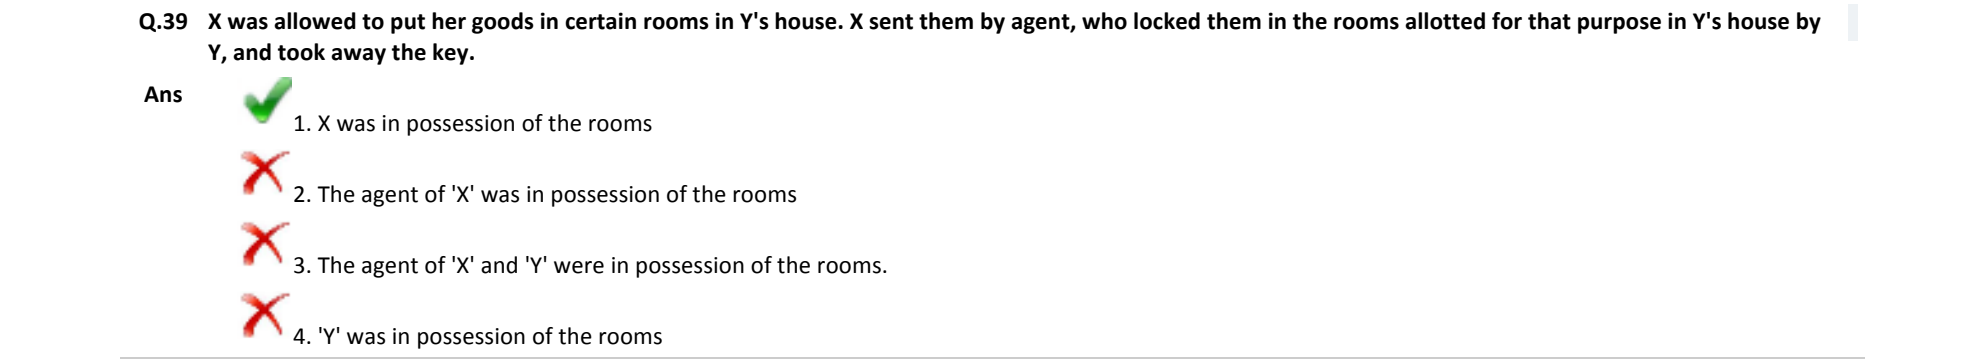 Q.39 X was allowed to put her goods in certain rooms in Y's house. X sent them by agent, who locked them in the rooms allotted for that purpose in Y's house by
Y, and took away the key.
Ans
1. X was in possession of the rooms
2. The agent of 'X' was in possession of the rooms
3. The agent of 'X' and 'Y' were in possession of the rooms.
4. 'Y' was in possession of the rooms